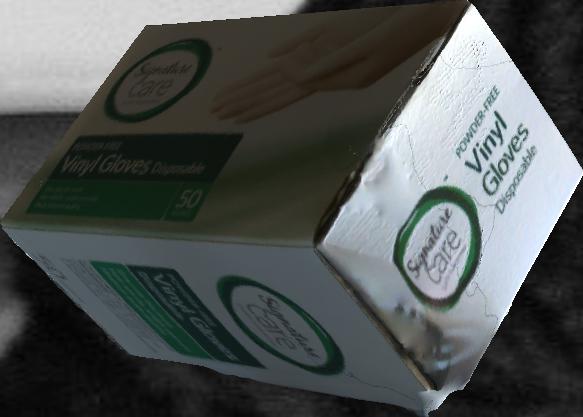 Signature
Care
POWDER-FREE
Vinyl Gloves Disposable
50
POWDER-FREE
Vinyl
Gloves
Disposable
Signature
Care
Vinyl Gloves
Signature
Care